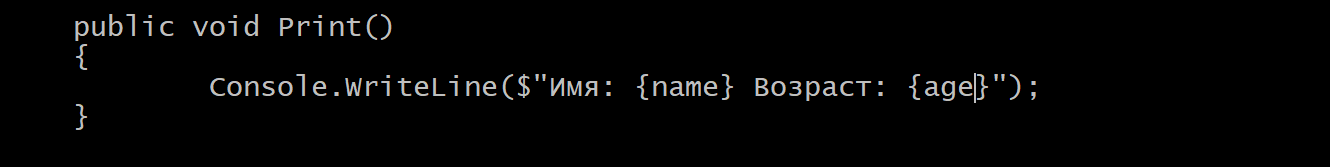 public void Print()
{
Console.WriteLine($"Имя: {name} Возраст: {age}");
}